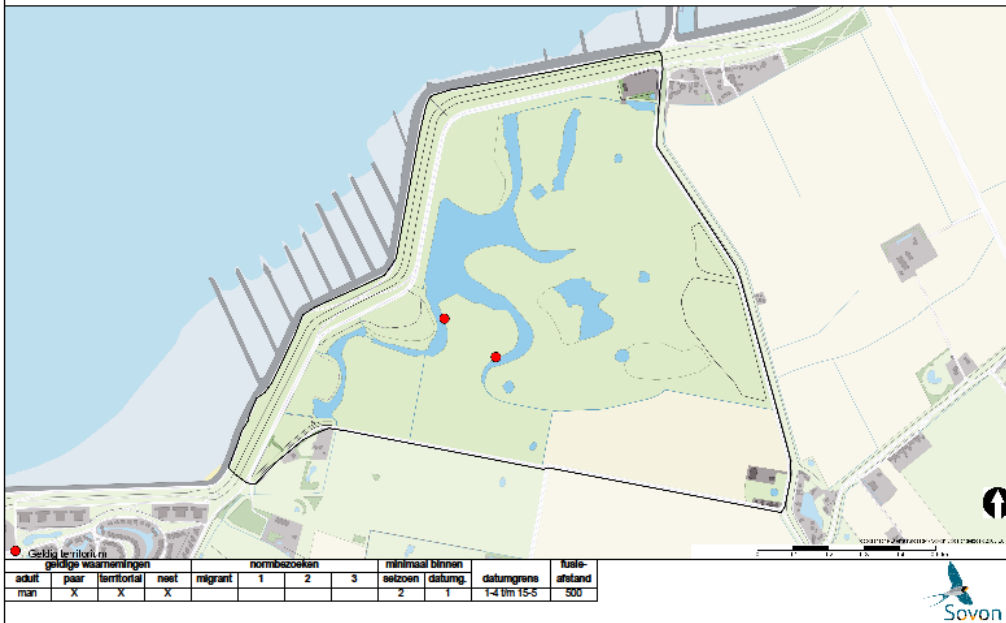 Geldig territorium
geldige waarnemingen normbezoeken minimaal binnen fusie-
adult paar territorial nest migrant 1 2 3 seizoen datumg. datumgrens afstand
man X X X 2 1 1-4 t/m 15-5 500
Sovon